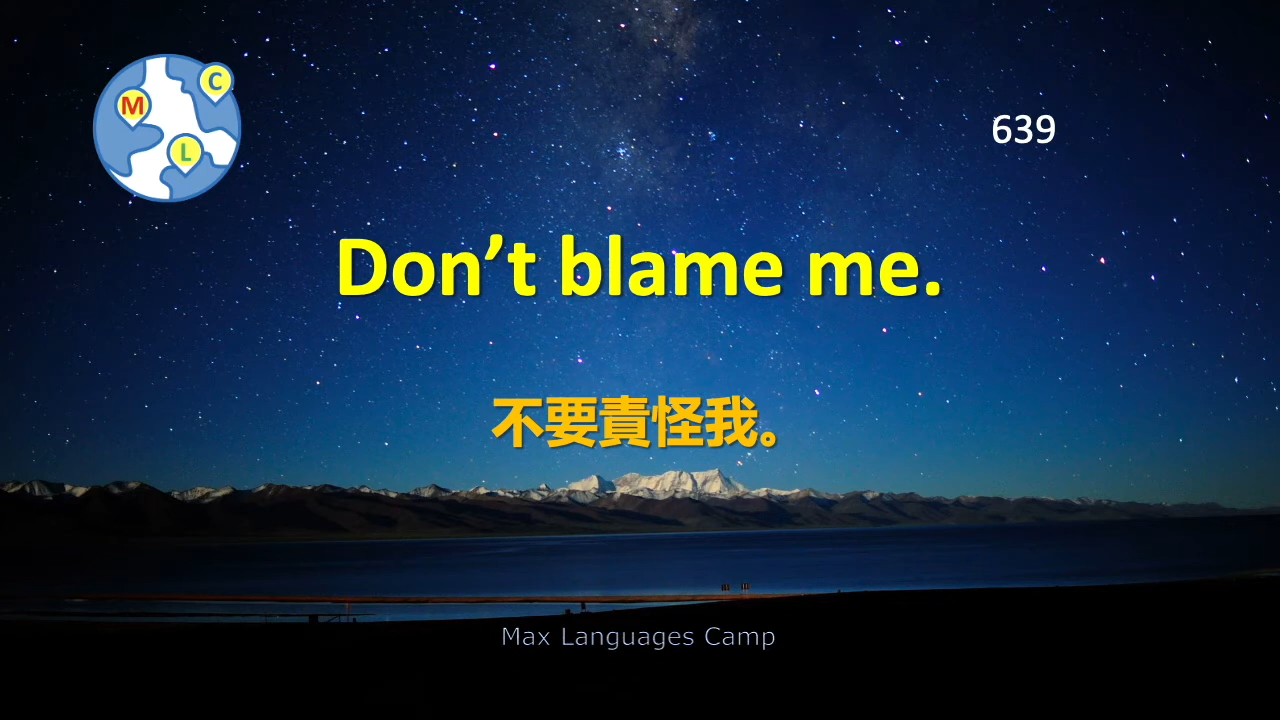 C
M
L
639
Don’t blame me.
不要責怪我。
Max Languages Camp